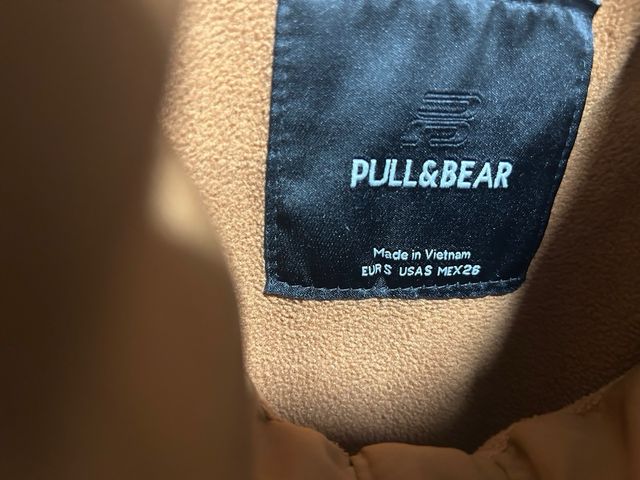 PULL&BEAR
Made in Vietnam
EUR S USA S MEX 26